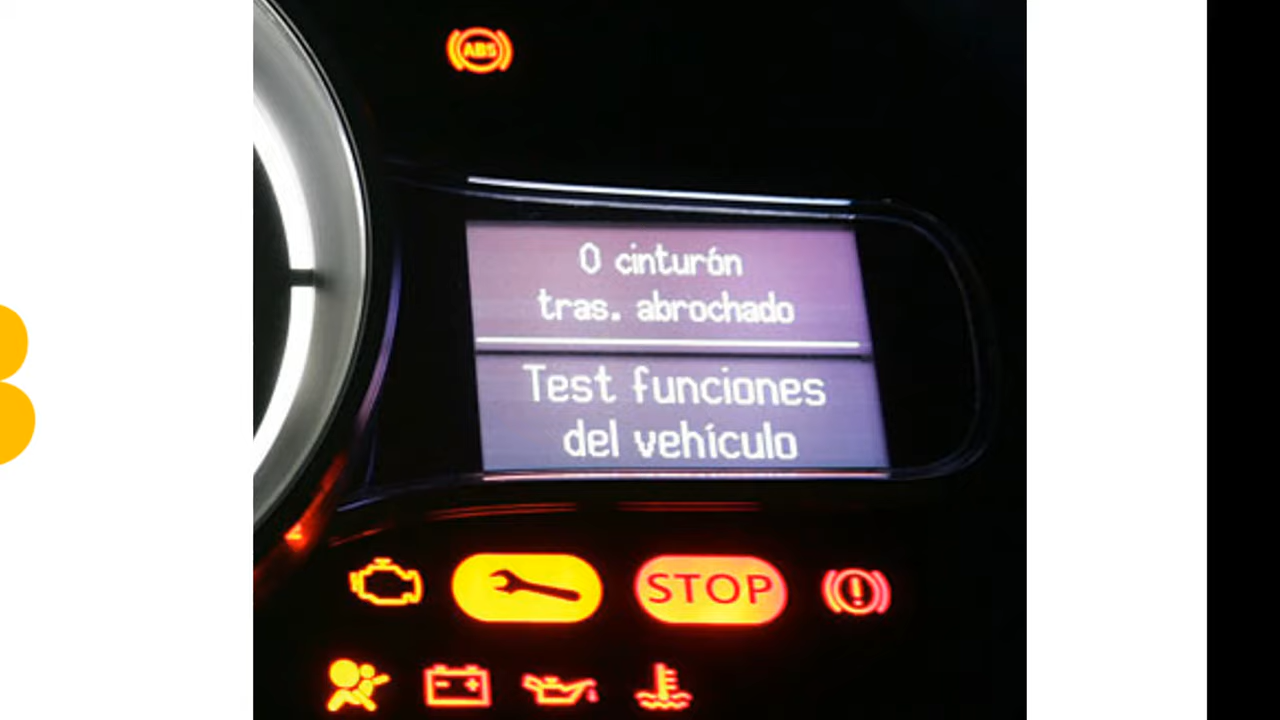 ABS
0 cinturón
tras. abrochado
Test funciones
del vehículo
STOP